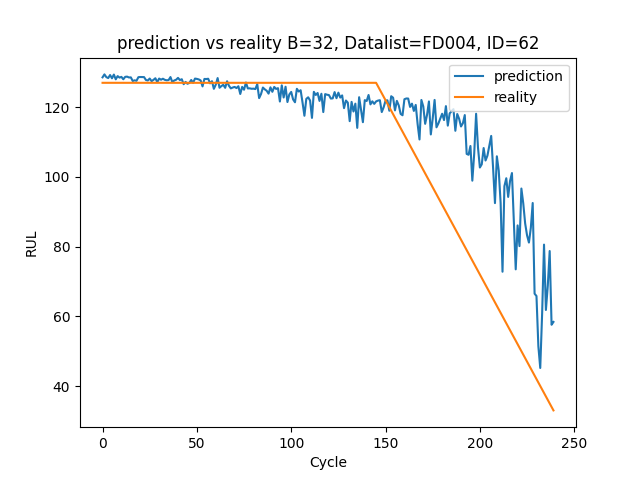 prediction vs reality B=32, Datalist=FD004, ID=62
prediction
reality
120
100
80
60
40
RUL
0 50 100 150 200 250
Cycle